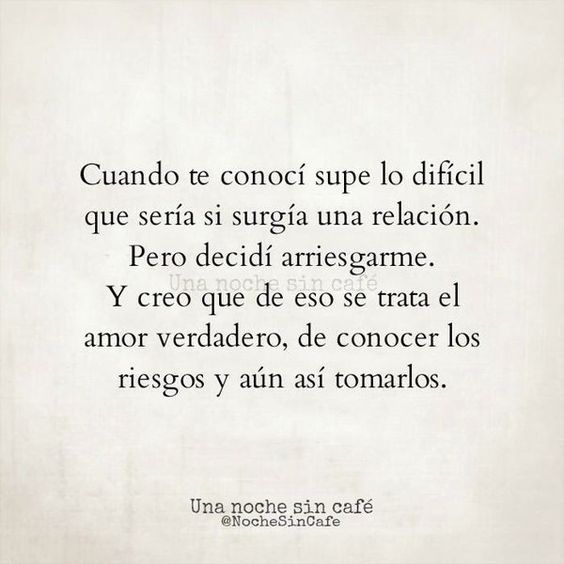 Cuando te conocí supe lo difícil
que sería si surgía una relación.
Pero decidí arriesgarme.
Una noche sin café
Y creo que de eso se trata el
amor verdadero, de conocer los
riesgos y aún así tomarlos.
Una noche sin café
@NocheSinCafe